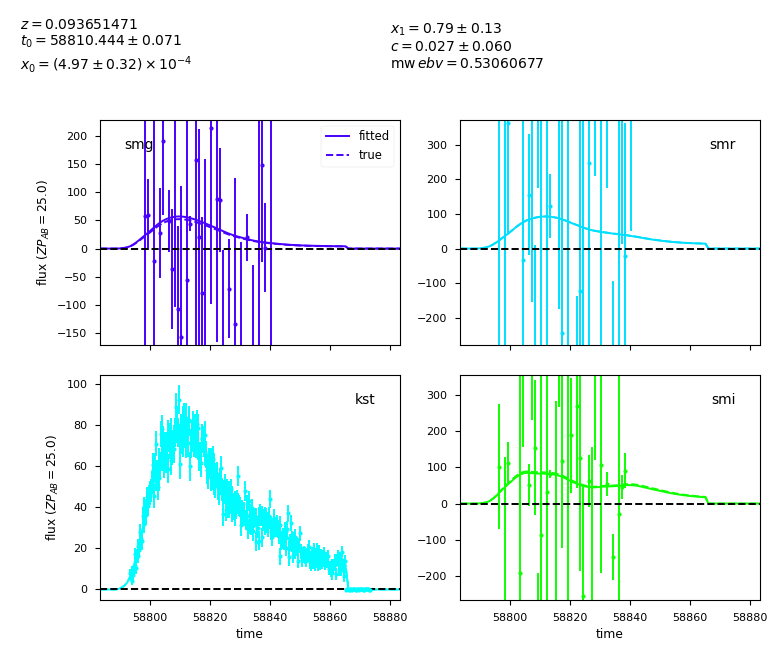 z = 0.093651471
t₀ = 58810.444 ± 0.071
x₀ = (4.97 ± 0.32) × 10⁻⁴
x₁ = 0.79 ± 0.13
c = 0.027 ± 0.060
mw ebv = 0.53060677
smg
fitted
true
flux (ZP_AB = 25.0)
200
150
100
50
0
−50
−100
−150
smr
300
200
100
0
−100
−200
kst
flux (ZP_AB = 25.0)
100
80
60
40
20
0
58800
58820
58840
58860
58880
time
smi
300
200
100
0
−100
−200
58800
58820
58840
58860
58880
time